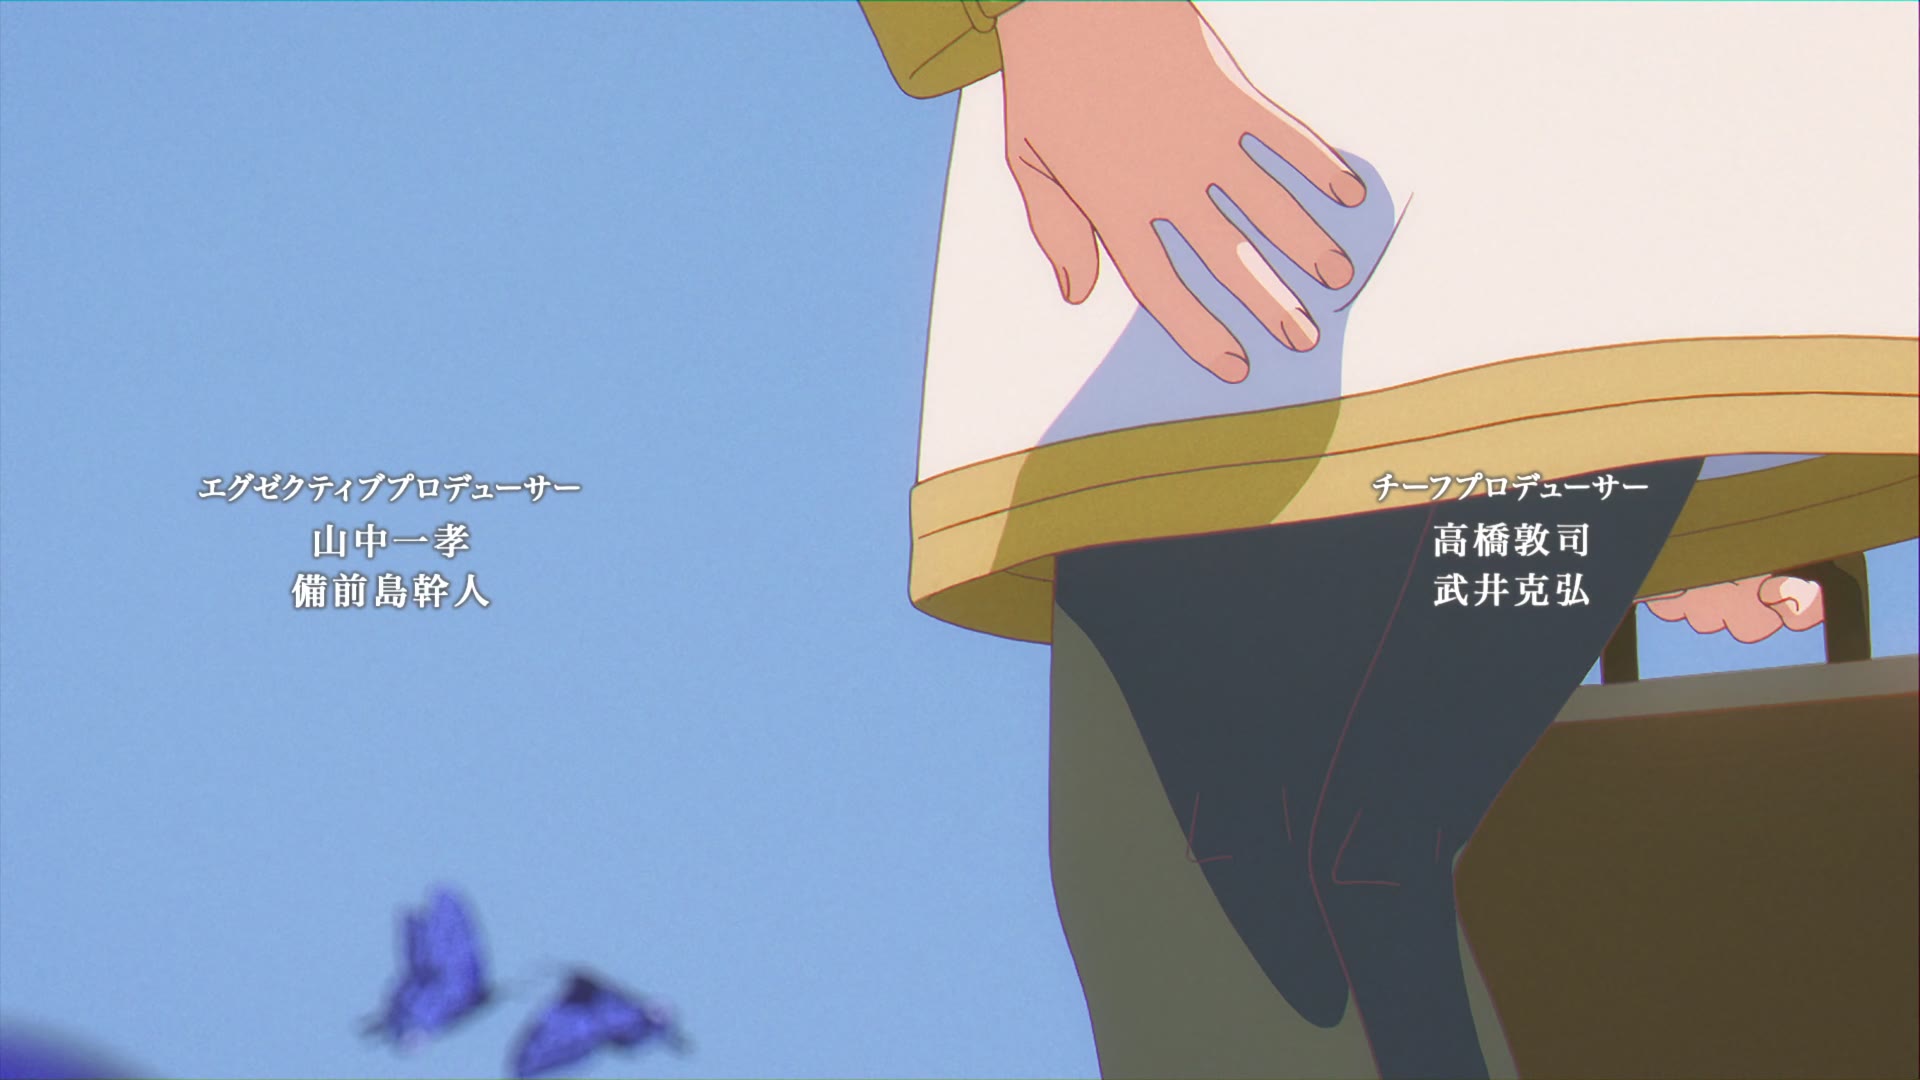 エグゼクティブプロデューサー
山中一孝
備前島幹人
チーフプロデューサー
高橋敦司
武井克弘